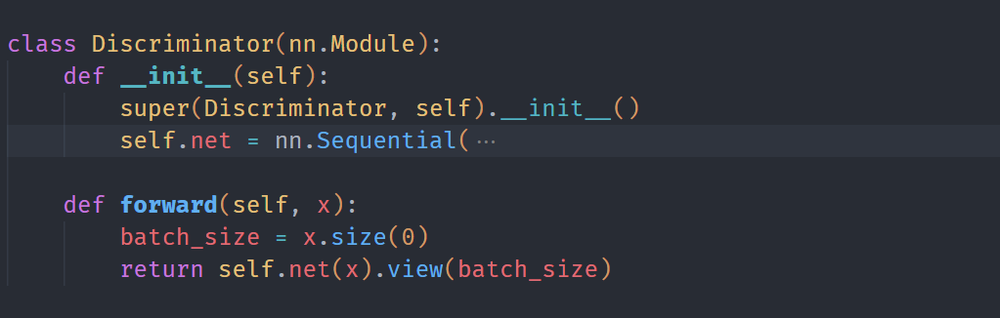 class Discriminator(nn.Module):
    def __init__(self):
        super(Discriminator, self).__init__()
        self.net = nn.Sequential(⋯
    def forward(self, x):
        batch_size = x.size(0)
        return self.net(x).view(batch_size)